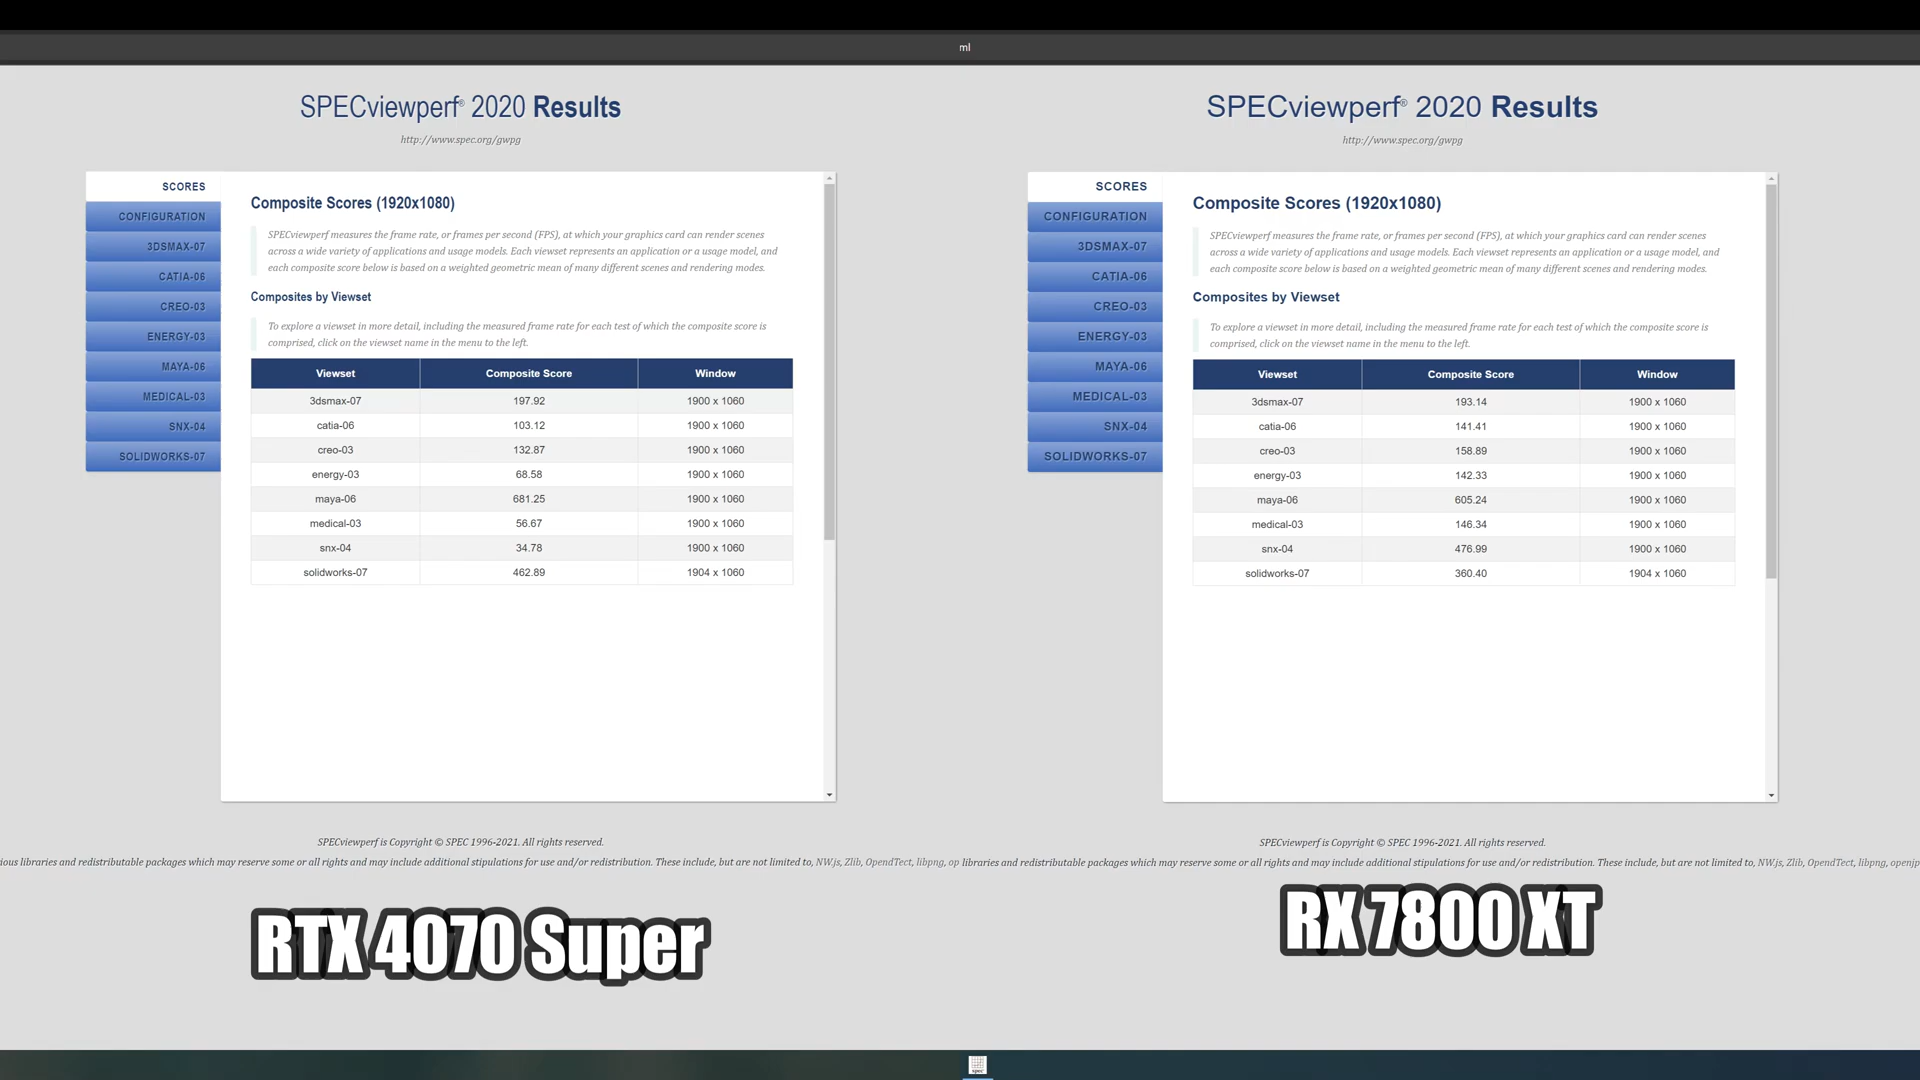 ml
SPECviewperf® 2020 Results
http://www.spec.org/gwpg
SCORES
CONFIGURATION
3DSMAX-07
CATIA-06
CREO-03
ENERGY-03
MAYA-06
MEDICAL-03
SNX-04
SOLIDWORKS-07
Composite Scores (1920x1080)
SPECviewperf measures the frame rate, or frames per second (FPS), at which your graphics card can render scenes
across a wide variety of applications and usage models. Each viewset represents an application or a usage model, and
each composite score below is based on a weighted geometric mean of many different scenes and rendering modes.
Composites by Viewset
To explore a viewset in more detail, including the measured frame rate for each test of which the composite score is
comprised, click on the viewset name in the menu to the left.
Viewset Composite Score Window
3dsmax-07 197.92 1900 x 1060
catia-06 103.12 1900 x 1060
creo-03 132.87 1900 x 1060
energy-03 68.58 1900 x 1060
maya-06 681.25 1900 x 1060
medical-03 56.67 1900 x 1060
snx-04 34.78 1900 x 1060
solidworks-07 462.89 1904 x 1060
SPECviewperf is Copyright © SPEC 1996-2021. All rights reserved.
ious libraries and redistributable packages which may reserve some or all rights and may include additional stipulations for use and/or redistribution. These include, but are not limited to, NW.js, Zlib, OpendTect, libpng, op
RTX 4070 Super
SPECviewperf® 2020 Results
http://www.spec.org/gwpg
SCORES
CONFIGURATION
3DSMAX-07
CATIA-06
CREO-03
ENERGY-03
MAYA-06
MEDICAL-03
SNX-04
SOLIDWORKS-07
Composite Scores (1920x1080)
SPECviewperf measures the frame rate, or frames per second (FPS), at which your graphics card can render scenes
across a wide variety of applications and usage models. Each viewset represents an application or a usage model, and
each composite score below is based on a weighted geometric mean of many different scenes and rendering modes.
Composites by Viewset
To explore a viewset in more detail, including the measured frame rate for each test of which the composite score is
comprised, click on the viewset name in the menu to the left.
Viewset Composite Score Window
3dsmax-07 193.14 1900 x 1060
catia-06 141.41 1900 x 1060
creo-03 158.89 1900 x 1060
energy-03 142.33 1900 x 1060
maya-06 605.24 1900 x 1060
medical-03 146.34 1900 x 1060
snx-04 476.99 1900 x 1060
solidworks-07 360.40 1904 x 1060
SPECviewperf is Copyright © SPEC 1996-2021. All rights reserved.
libraries and redistributable packages which may reserve some or all rights and may include additional stipulations for use and/or redistribution. These include, but are not limited to, NW.js, Zlib, OpendTect, libpng, openjp
RX 7800 XT
spec